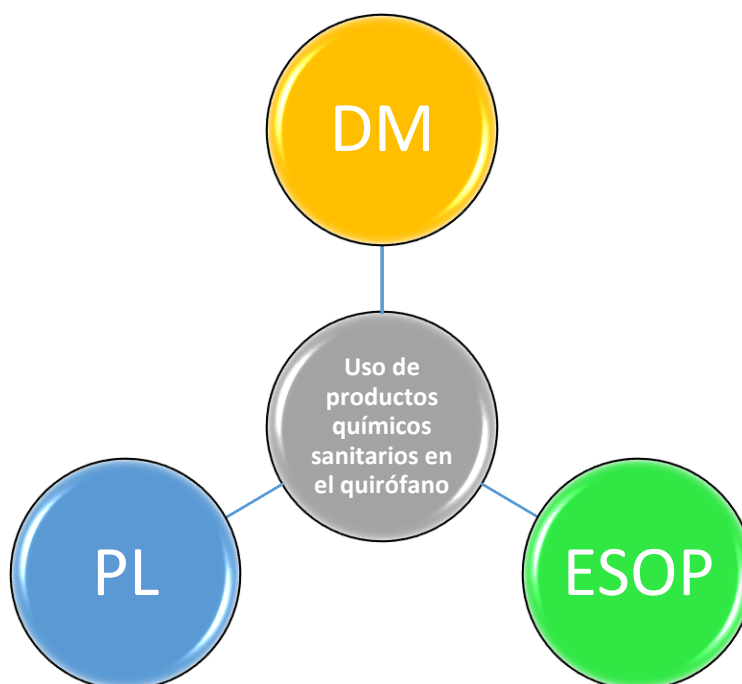 DM
Uso de
productos
químicos
sanitarios en
el quirófano
PL
ESOP